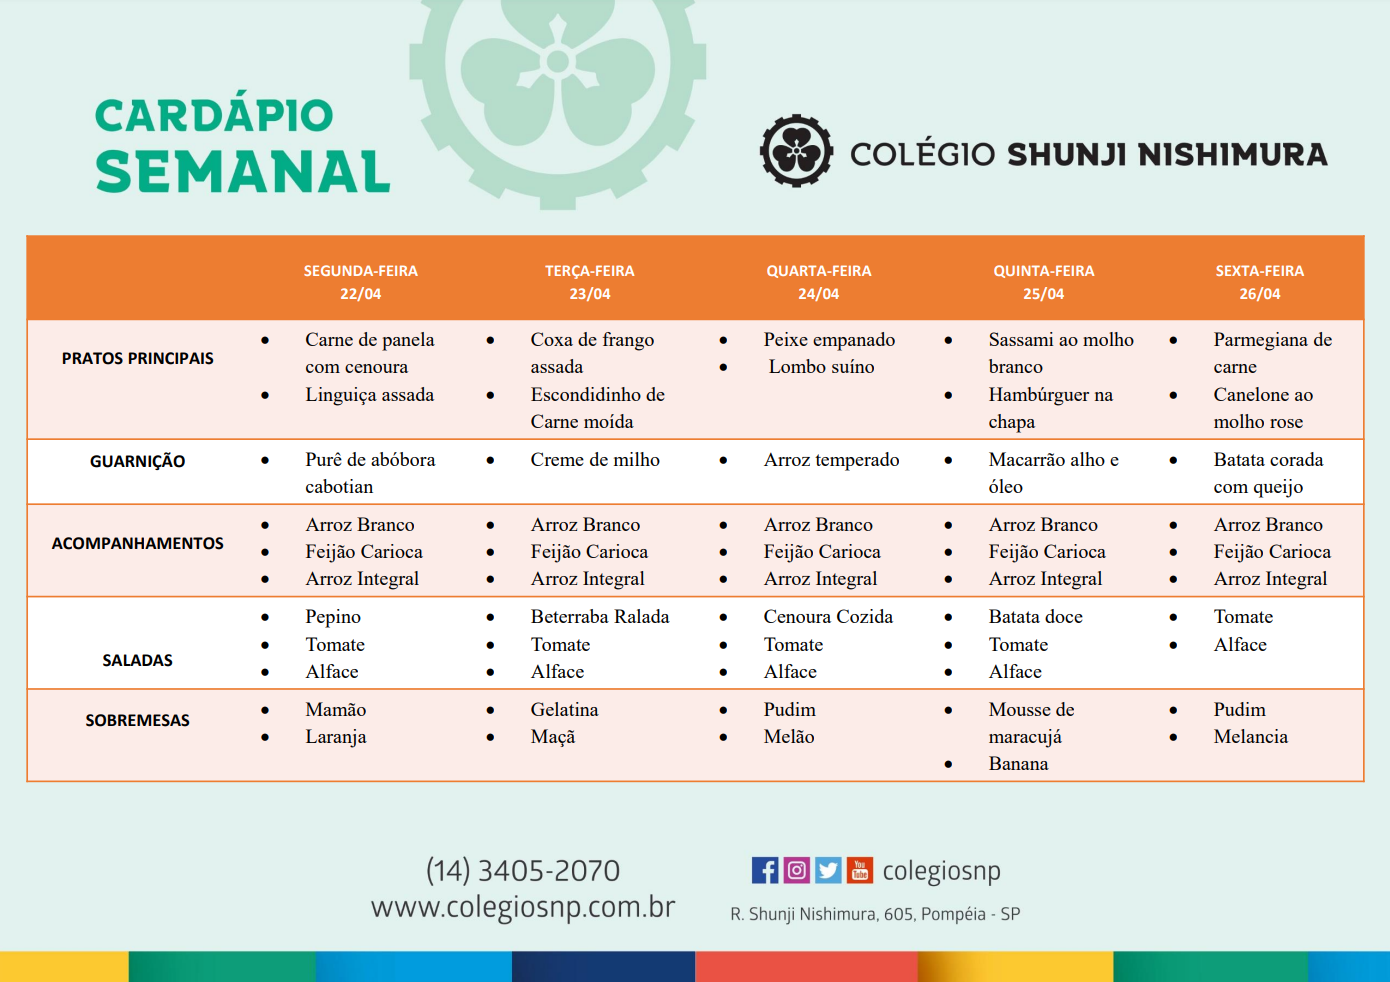 CARDÁPIO
SEMANAL
COLÉGIO SHUNJI NISHIMURA
SEGUNDA-FEIRA
22/04
TERÇA-FEIRA
23/04
QUARTA-FEIRA
24/04
QUINTA-FEIRA
25/04
SEXTA-FEIRA
26/04
PRATOS PRINCIPAIS
• Carne de panela
com cenoura
• Linguiça assada
• Coxa de frango
assada
• Escondidinho de
Carne moída
• Peixe empanado
• Lombo suíno
• Sassami ao molho
branco
• Hambúrguer na
chapa
• Parmegiana de
carne
• Canelone ao
molho rose
GUARNIÇÃO
• Purê de abóbora
cabotian
• Creme de milho
• Arroz temperado
• Macarrão alho e
óleo
• Batata corada
com queijo
ACOMPANHAMENTOS
• Arroz Branco
• Feijão Carioca
• Arroz Integral
• Arroz Branco
• Feijão Carioca
• Arroz Integral
• Arroz Branco
• Feijão Carioca
• Arroz Integral
• Arroz Branco
• Feijão Carioca
• Arroz Integral
• Arroz Branco
• Feijão Carioca
• Arroz Integral
SALADAS
• Pepino
• Tomate
• Alface
• Beterraba Ralada
• Tomate
• Alface
• Cenoura Cozida
• Tomate
• Alface
• Batata doce
• Tomate
• Alface
• Tomate
• Alface
SOBREMESAS
• Mamão
• Laranja
• Gelatina
• Maçã
• Pudim
• Melão
• Mousse de
maracujá
• Banana
• Pudim
• Melancia
(14) 3405-2070
www.colegiosnp.com.br
You
Tube
colegiosnp
R. Shunji Nishimura, 605, Pompéia - SP